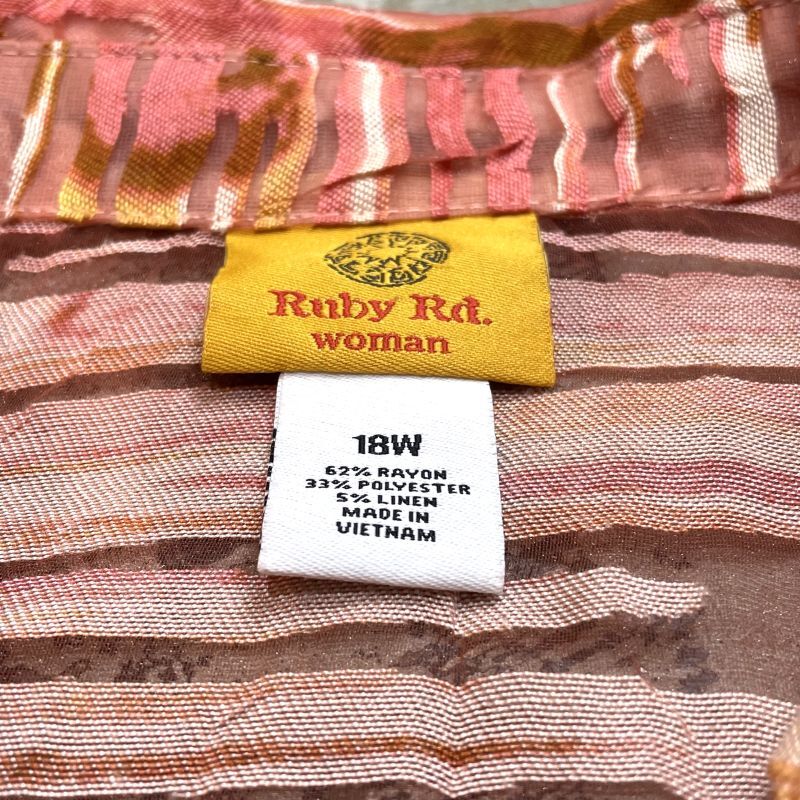 Ruby Rd.
woman
18W
62% RAYON
33% POLYESTER
5% LINEN
MADE IN
VIETNAM